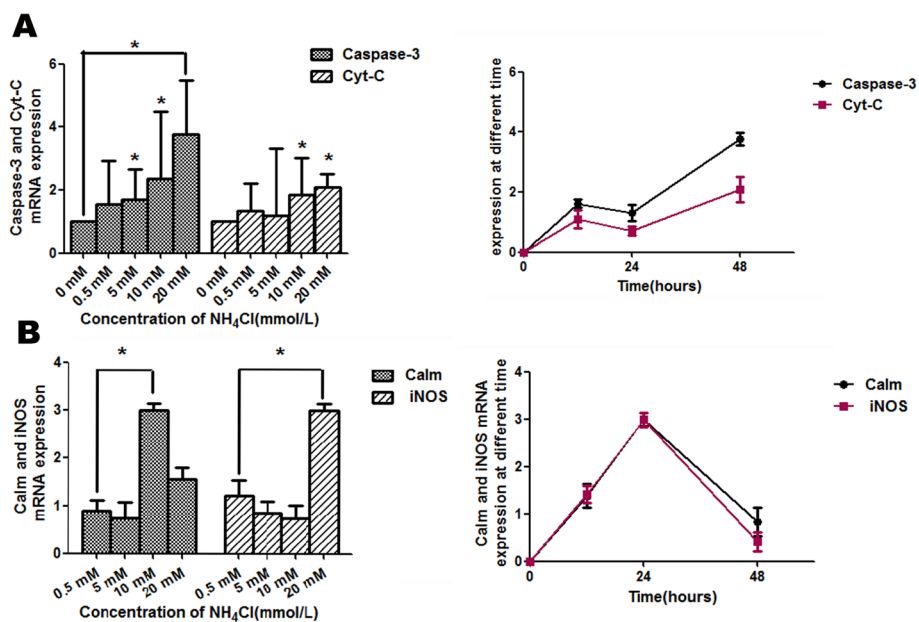 A
Caspase-3 and Cyt-C
mRNA expression
6
4
2
0
*
*
*
*
*
Caspase-3
Cyt-C
0 mM
0.5 mM
5 mM
10 mM
20 mM
0 mM
0.5 mM
5 mM
10 mM
20 mM
Concentration of NH₄Cl(mmol/L)
expression at different time
6
4
2
0
Caspase-3
Cyt-C
0
24
48
Time(hours)
B
Calm and iNOS
mRNA expression
4
3
2
1
0
*
*
Calm
iNOS
0.5 mM
5 mM
10 mM
20 mM
0.5 mM
5 mM
10 mM
20 mM
Concentration of NH₄Cl(mmol/L)
Calm and iNOS mRNA
expression at different time
4
3
2
1
0
Calm
iNOS
0
24
48
Time(hours)